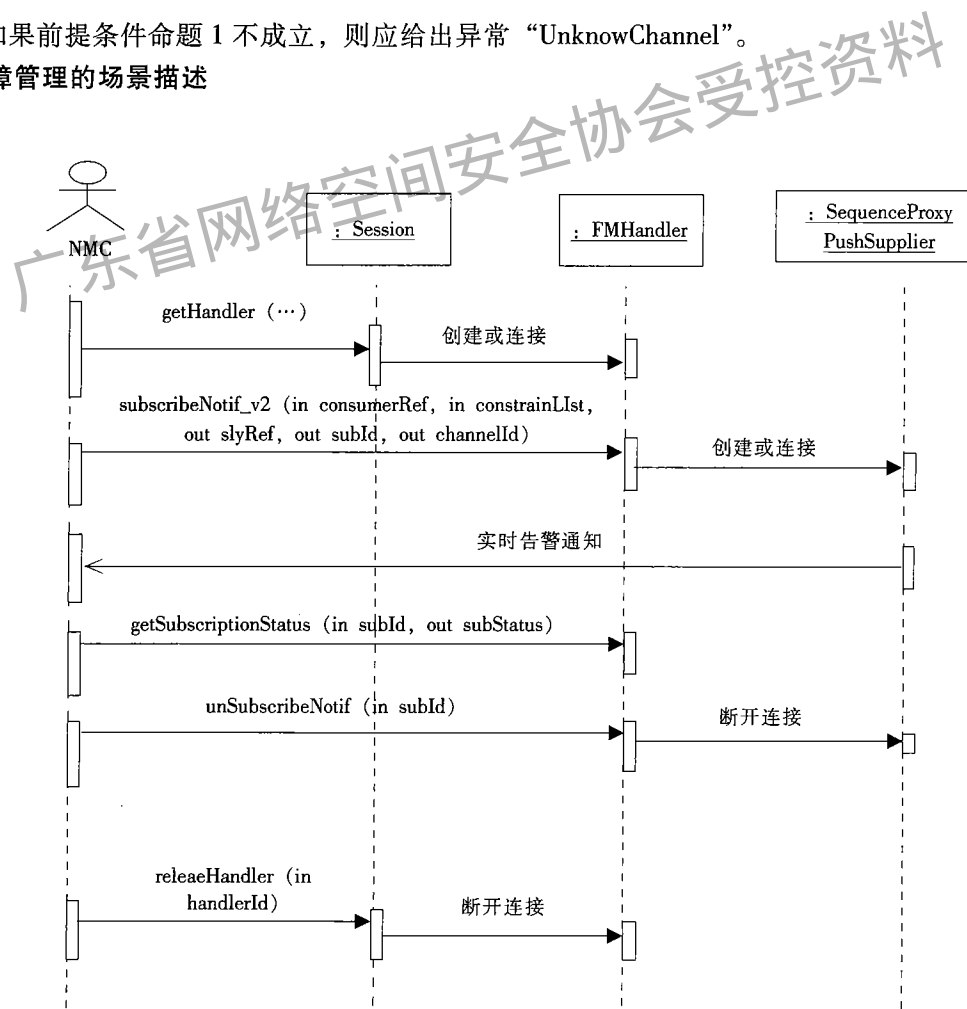 如果前提条件命题 1 不成立，则应给出异常“UnknowChannel”。
障管理的场景描述
广东省网络空间安全协会受控资料
NMC
: Session
: FMHandler
: SequenceProxy
PushSupplier
getHandler (…)
创建或连接
subscribeNotif_v2 (in consumerRef, in constrainLIst,
out slyRef, out subId, out channelId)
创建或连接
实时告警通知
getSubscriptionStatus (in subId, out subStatus)
unSubscribeNotif (in subId)
断开连接
releaeHandler (in
handlerId)
断开连接